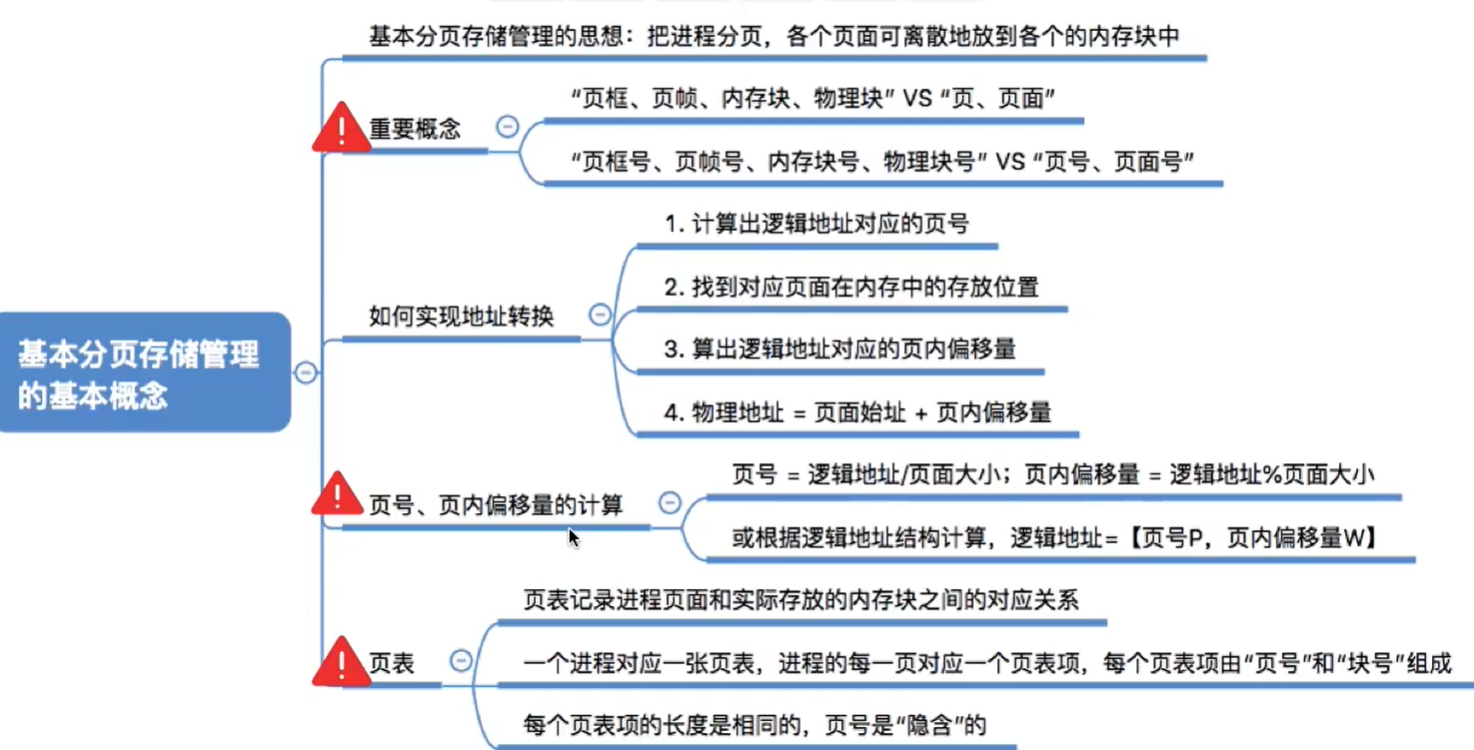 基本分页存储管理的思想：把进程分页，各个页面可离散地放到各个的内存块中
重要概念
“页框、页帧、内存块、物理块” VS “页、页面”
“页框号、页帧号、内存块号、物理块号” VS “页号、页面号”
基本分页存储管理
的基本概念
如何实现地址转换
1. 计算出逻辑地址对应的页号
2. 找到对应页面在内存中的存放位置
3. 算出逻辑地址对应的页内偏移量
4. 物理地址 = 页面始址 + 页内偏移量
页号、页内偏移量的计算
页号 = 逻辑地址/页面大小；页内偏移量 = 逻辑地址%页面大小
或根据逻辑地址结构计算，逻辑地址=【页号P，页内偏移量W】
页表
页表记录进程页面和实际存放的内存块之间的对应关系
一个进程对应一张页表，进程的每一页对应一个页表项，每个页表项由“页号”和“块号”组成
每个页表项的长度是相同的，页号是“隐含”的